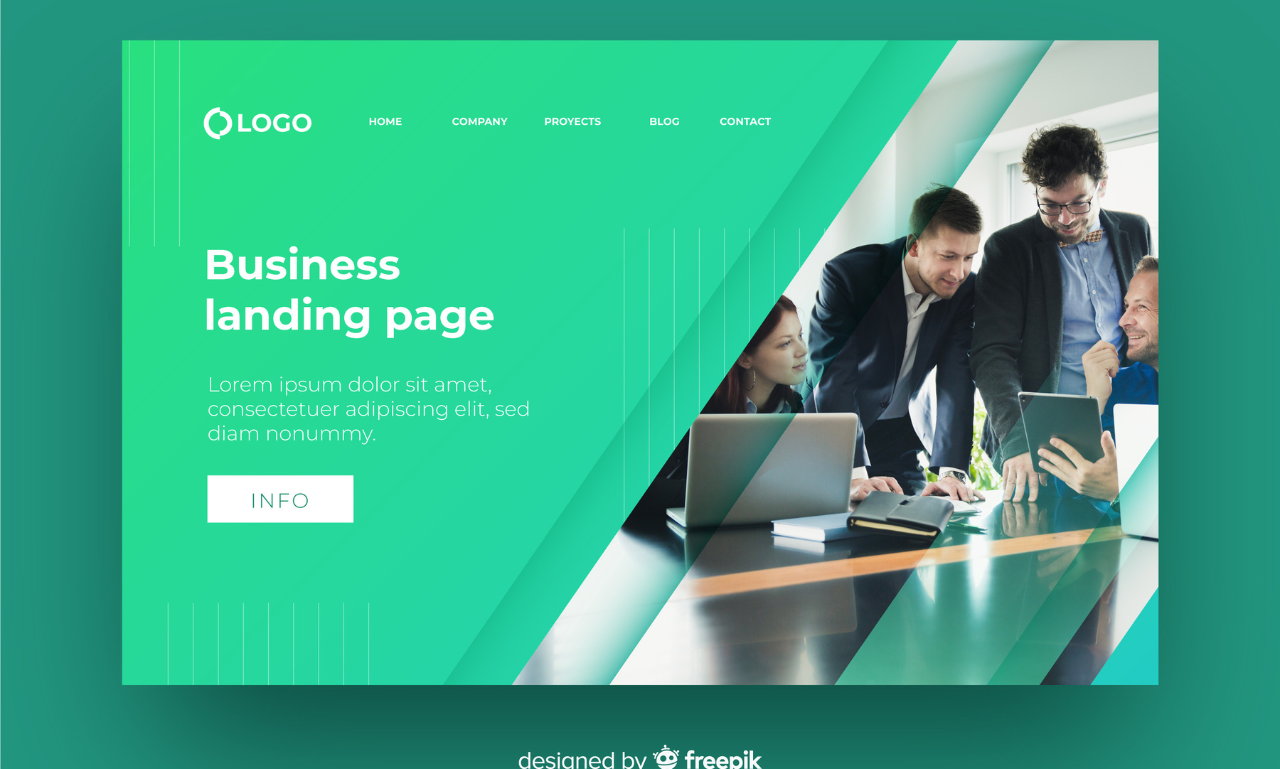 LOGO
HOME COMPANY PROYECTS BLOG CONTACT
Business
landing page
Lorem ipsum dolor sit amet,
consectetuer adipiscing elit, sed
diam nonummy.
INFO
designed by freepik